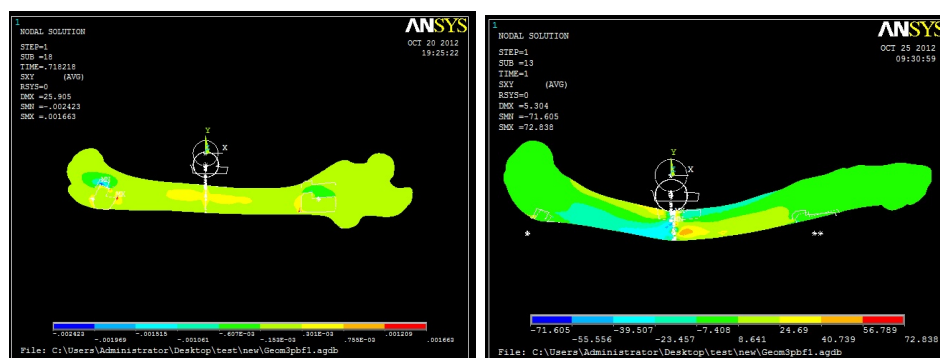 1
NODAL SOLUTION
STEP=1
SUB =18
TIME=.718218
SXY (AVG)
RSYS=0
DMX=25.905
SMN=-.002423
SMX=.001663
ANSYS
OCT 20 2012
19:25:22
Y
X
-.002423 -.001515 -.607E-03 .301E-03 .001209
-.001969 -.001061 -.153E-03 .755E-03 .001663
File: C:\Users\Administrator\Desktop\test\new\Geom3pbf1.agdb
1
NODAL SOLUTION
STEP=1
SUB =13
TIME=1
SXY (AVG)
RSYS=0
DMX=5.304
SMN=-71.605
SMX=72.838
ANSYS
OCT 25 2012
09:30:59
Y
X
* **
-71.605 -39.507 -7.408 24.69 56.789
-55.556 -23.457 8.641 40.739 72.838
File: C:\Users\Administrator\Desktop\test\new\Geom3pbf1.agdb